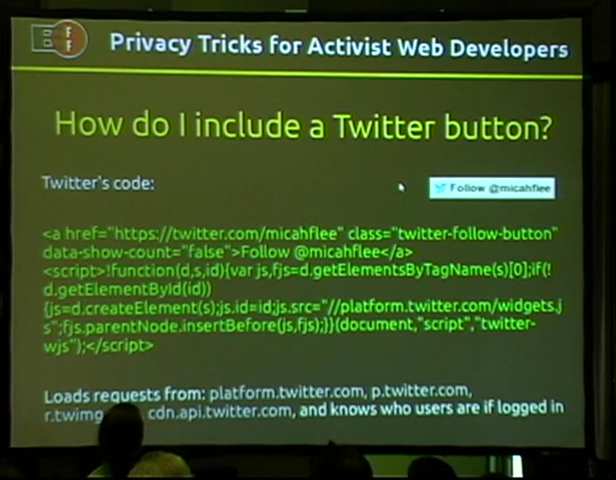 E
F
F
Privacy Tricks for Activist Web Developers
How do I include a Twitter button?
Twitter's code:
Follow @micahflee
<a href="https://twitter.com/micahflee" class="twitter-follow-button"
data-show-count="false">Follow @micahflee</a>
<script>!function(d,s,id){var js,fjs=d.getElementsByTagName(s)[0];if(!
d.getElementById(id))
{js=d.createElement(s);js.id=id;js.src="//platform.twitter.com/widgets.j
s";fjs.parentNode.insertBefore(js,fjs);}}(document,"script","twitter-
wjs");</script>
Loads requests from: platform.twitter.com, p.twitter.com,
r.twimg cdn.api.twitter.com, and knows who users are if logged in